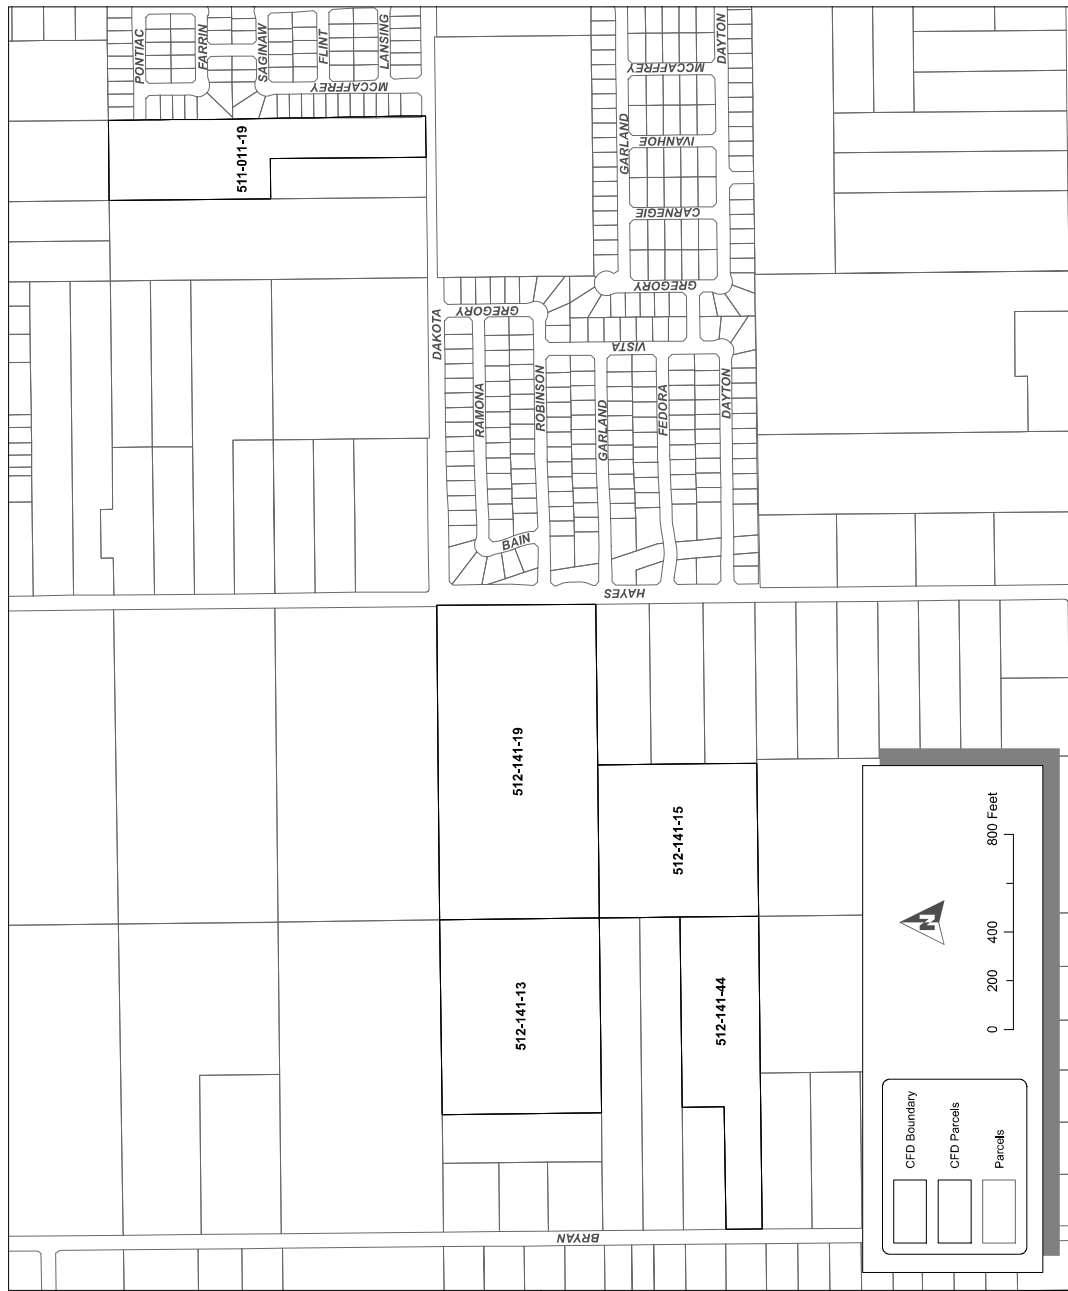 PONTIAC
FARRIN
SAGINAW
FLINT
LANSING
MCCAFFREY
511-011-19
DAYTON
MCCAFFREY
GARLAND
IVANHOE
CARNEGIE
GREGORY
DAKOTA
GREGORY
VISTA
RAMONA
ROBINSON
GARLAND
FEDORA
DAYTON
BAIN
HAYES
512-141-19
512-141-15
512-141-13
512-141-44
BRYAN
N
0 200 400 800 Feet
CFD Boundary
CFD Parcels
Parcels